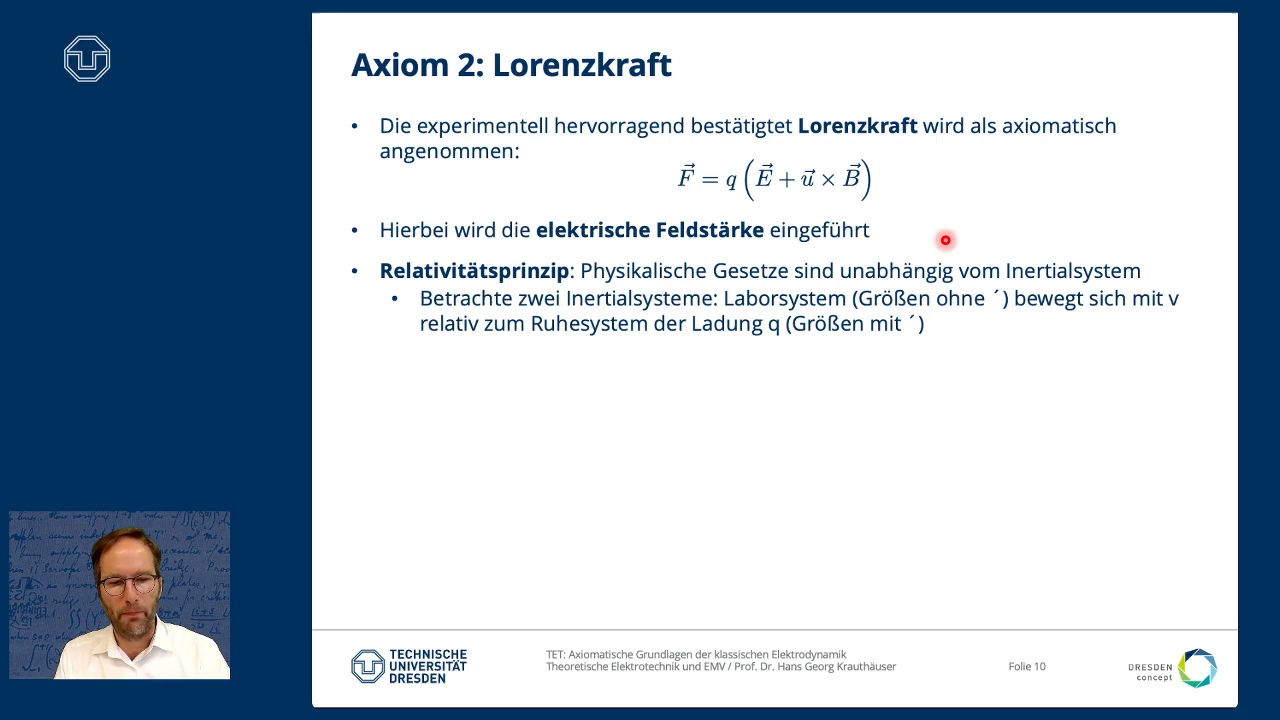 Axiom 2: Lorenzkraft
• Die experimentell hervorragend bestätigtet Lorenzkraft wird als axiomatisch
angenommen:
F⃗ = q (E⃗ + u⃗ × B⃗)
• Hierbei wird die elektrische Feldstärke eingeführt
• Relativitätsprinzip: Physikalische Gesetze sind unabhängig vom Inertialsystem
• Betrachte zwei Inertialsysteme: Laborsystem (Größen ohne ´) bewegt sich mit v
relativ zum Ruhesystem der Ladung q (Größen mit ´)
TECHNISCHE
UNIVERSITÄT
DRESDEN
TET: Axiomatische Grundlagen der klassischen Elektrodynamik
Theoretische Elektrotechnik und EMV / Prof. Dr. Hans Georg Krauthäuser
Folie 10
DRESDEN
concept